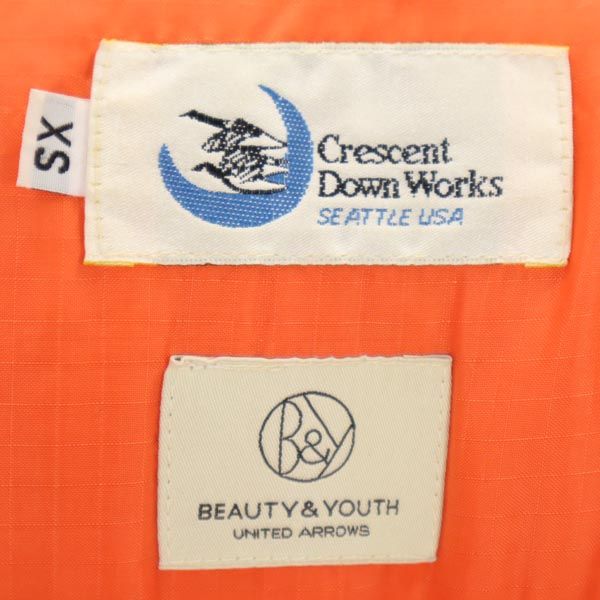 XS
Crescent
Down Works
SEATTLE USA
B&Y
BEAUTY & YOUTH
UNITED ARROWS